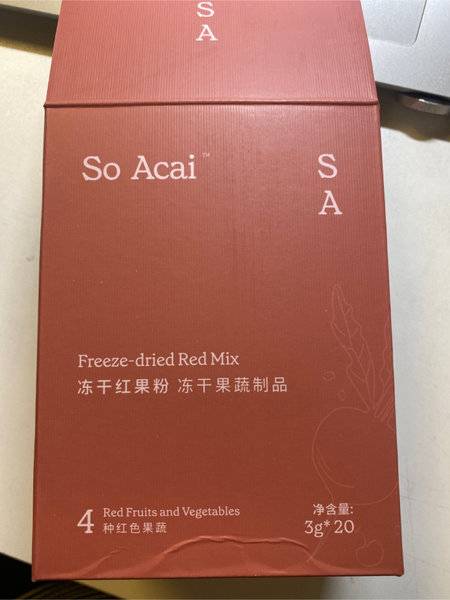 S
A
So Acai™
S
A
Freeze-dried Red Mix
冻干红果粉 冻干果蔬制品
4 Red Fruits and Vegetables
种红色果蔬
净含量:
3g*20